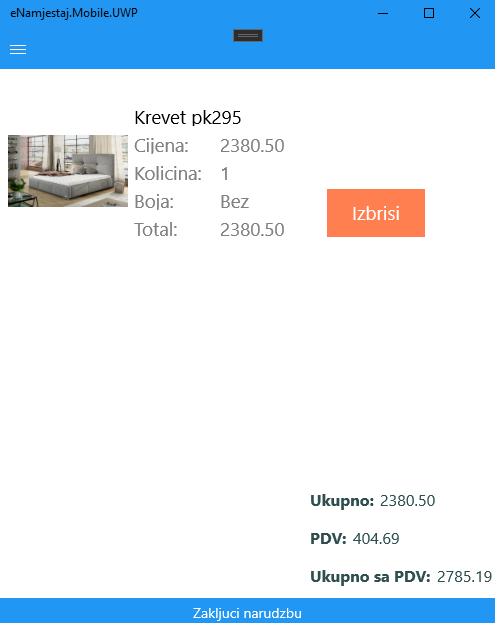 eNamjestaj.Mobile.UWP
Krevet pk295
Cijena: 2380.50
Kolicina: 1
Boja: Bez
Total: 2380.50
Izbrisi
Ukupno: 2380.50
PDV: 404.69
Ukupno sa PDV: 2785.19
Zakljuci narudzbu